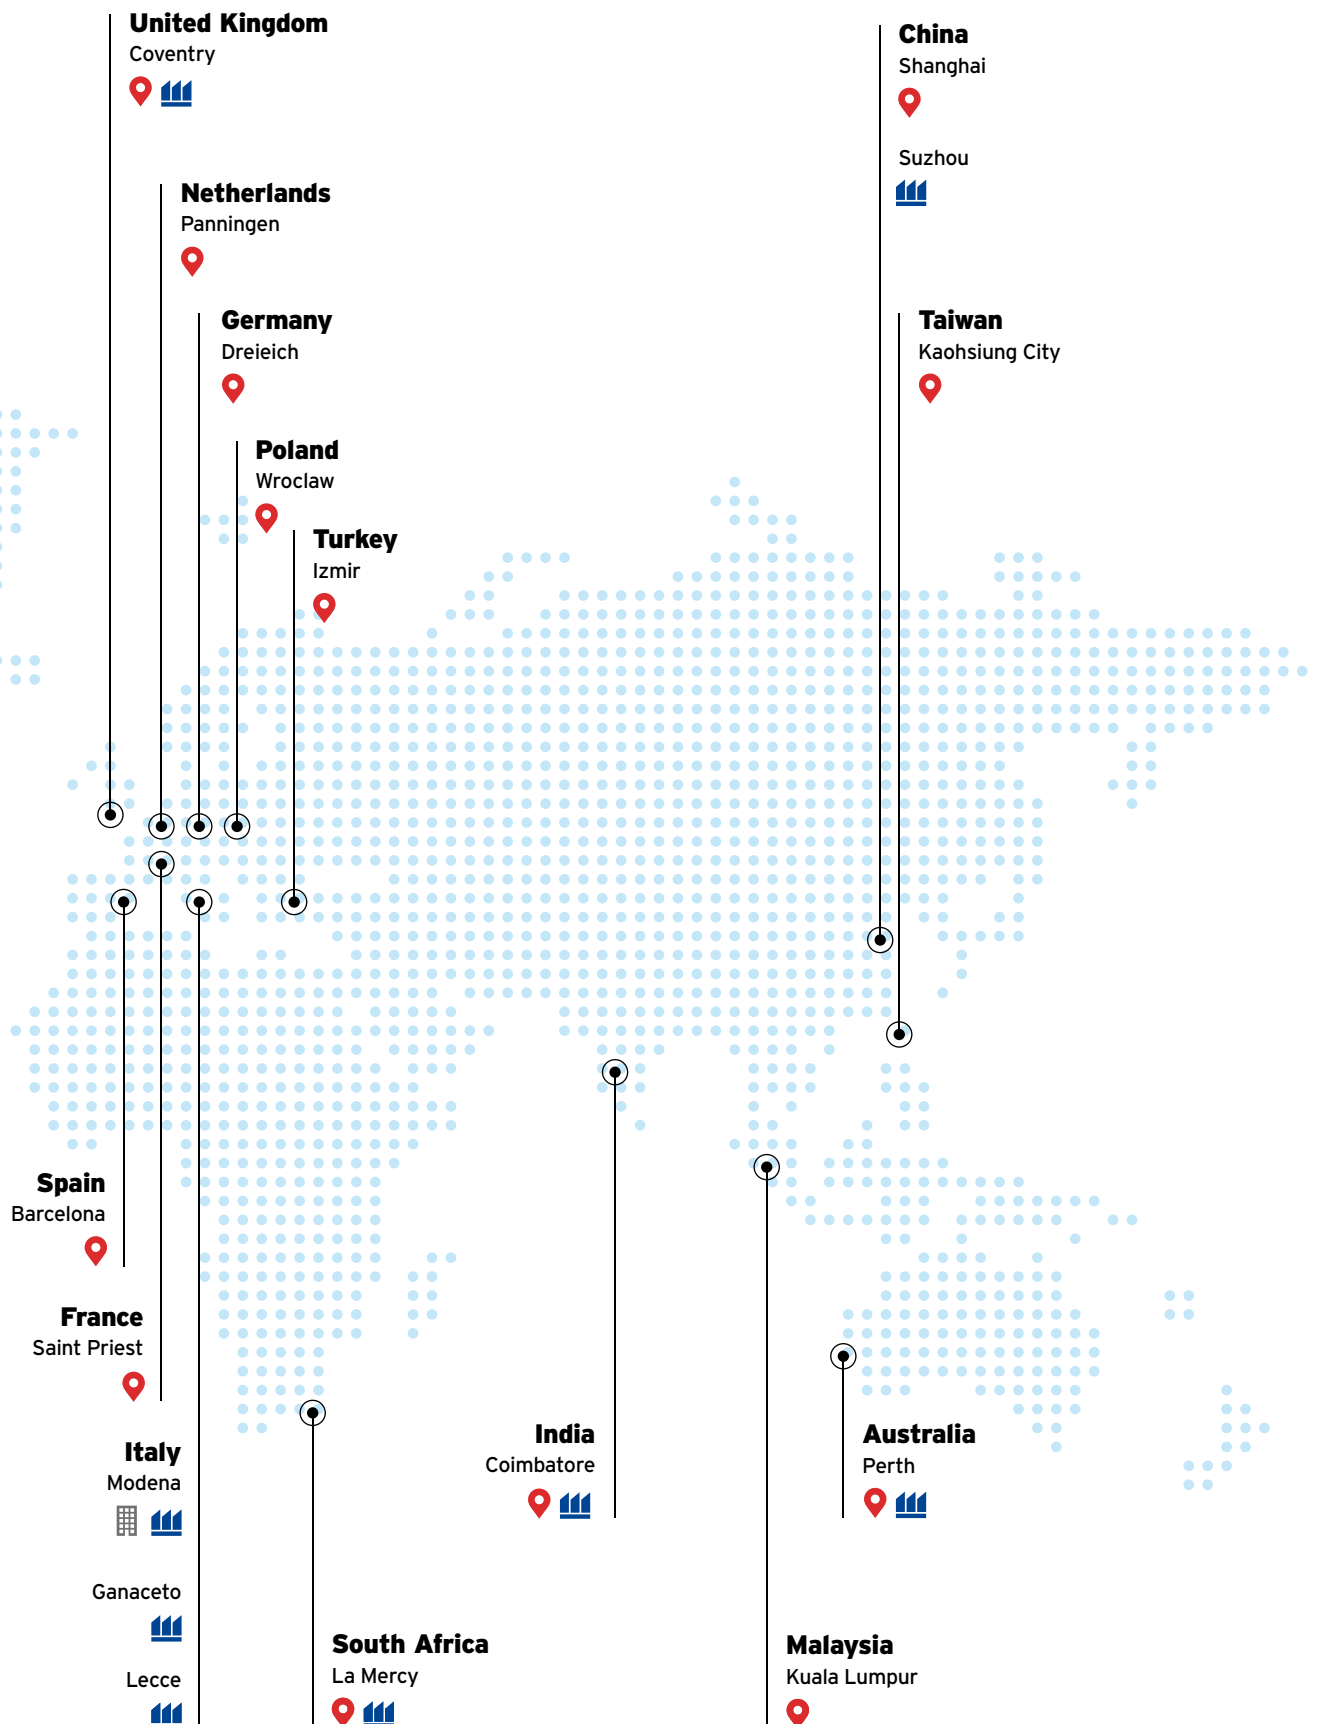 United Kingdom
Coventry
China
Shanghai
Suzhou
Netherlands
Panningen
Germany
Dreieich
Taiwan
Kaohsiung City
Poland
Wroclaw
Turkey
Izmir
Spain
Barcelona
France
Saint Priest
Italy
Modena
Ganaceto
Lecce
India
Coimbatore
Australia
Perth
South Africa
La Mercy
Malaysia
Kuala Lumpur